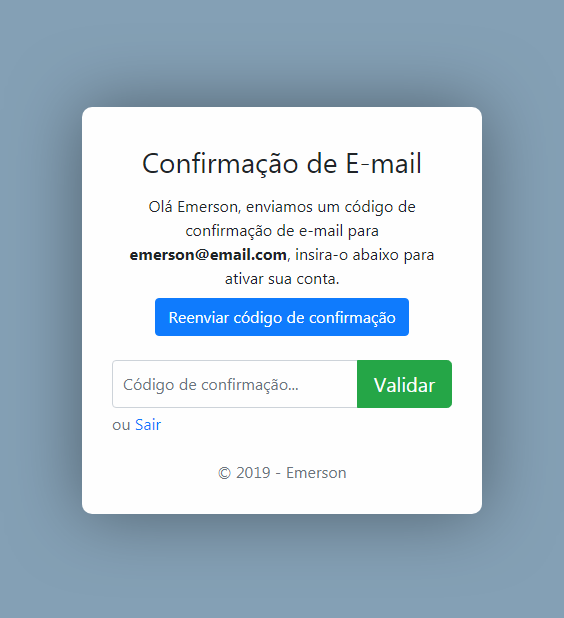 Confirmação de E-mail
Olá Emerson, enviamos um código de
confirmação de e-mail para
emerson@email.com, insira-o abaixo para
ativar sua conta.
Reenviar código de confirmação
Código de confirmação... Validar
ou Sair
© 2019 - Emerson